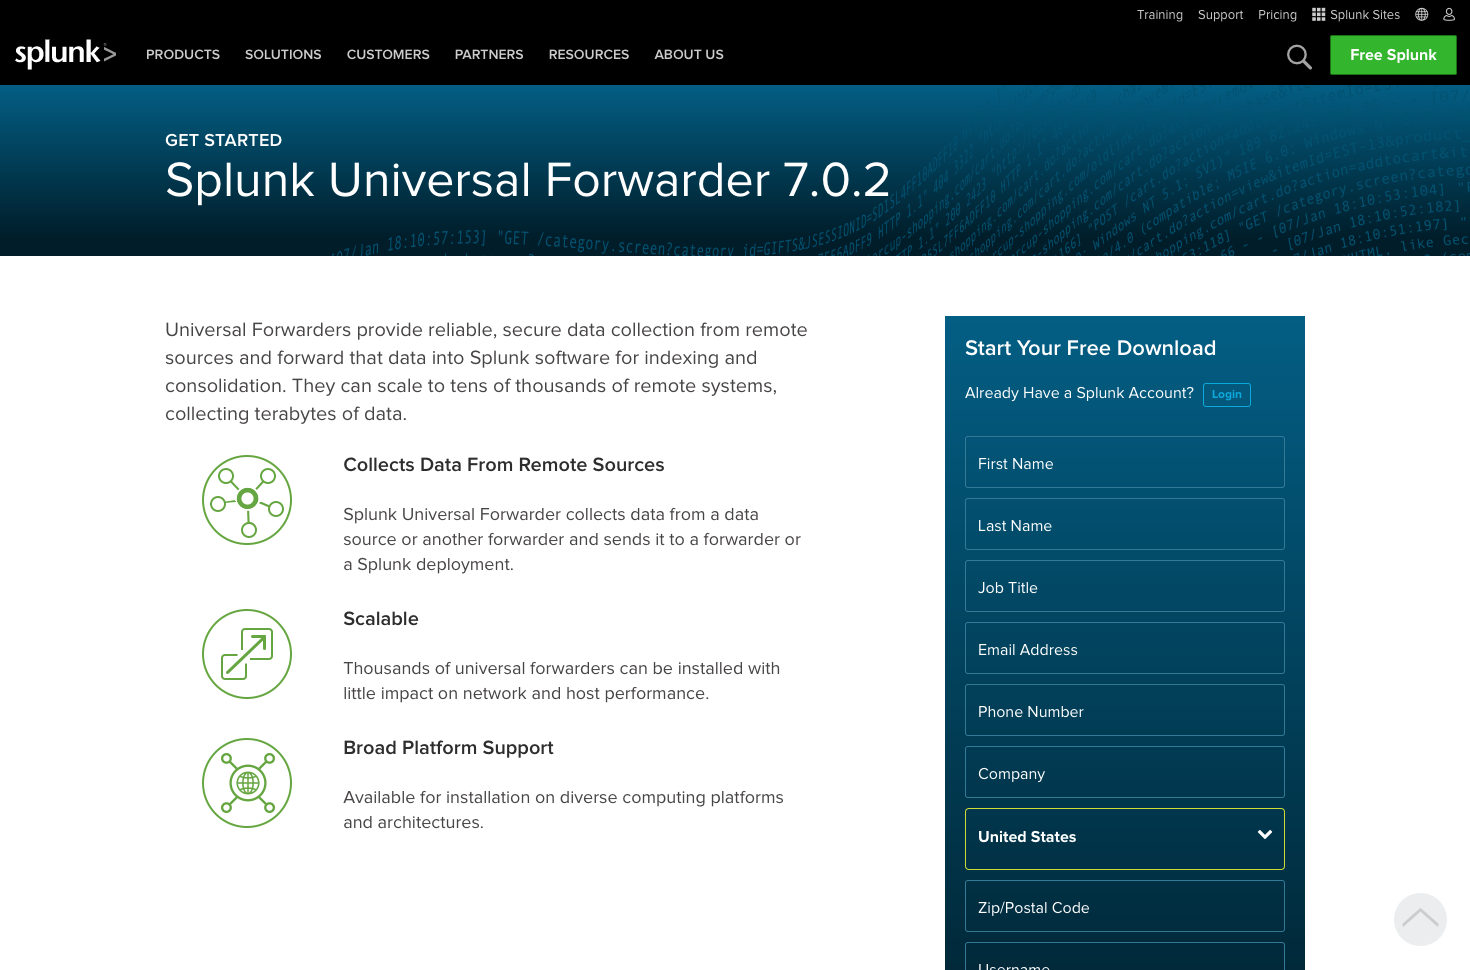 Training Support Pricing Splunk Sites
splunk>
PRODUCTS SOLUTIONS CUSTOMERS PARTNERS RESOURCES ABOUT US
Free Splunk
GET STARTED
Splunk Universal Forwarder 7.0.2
Universal Forwarders provide reliable, secure data collection from remote
sources and forward that data into Splunk software for indexing and
consolidation. They can scale to tens of thousands of remote systems,
collecting terabytes of data.
Collects Data From Remote Sources
Splunk Universal Forwarder collects data from a data
source or another forwarder and sends it to a forwarder or
a Splunk deployment.
Scalable
Thousands of universal forwarders can be installed with
little impact on network and host performance.
Broad Platform Support
Available for installation on diverse computing platforms
and architectures.
Start Your Free Download
Already Have a Splunk Account? Login
First Name
Last Name
Job Title
Email Address
Phone Number
Company
United States
Zip/Postal Code
Username